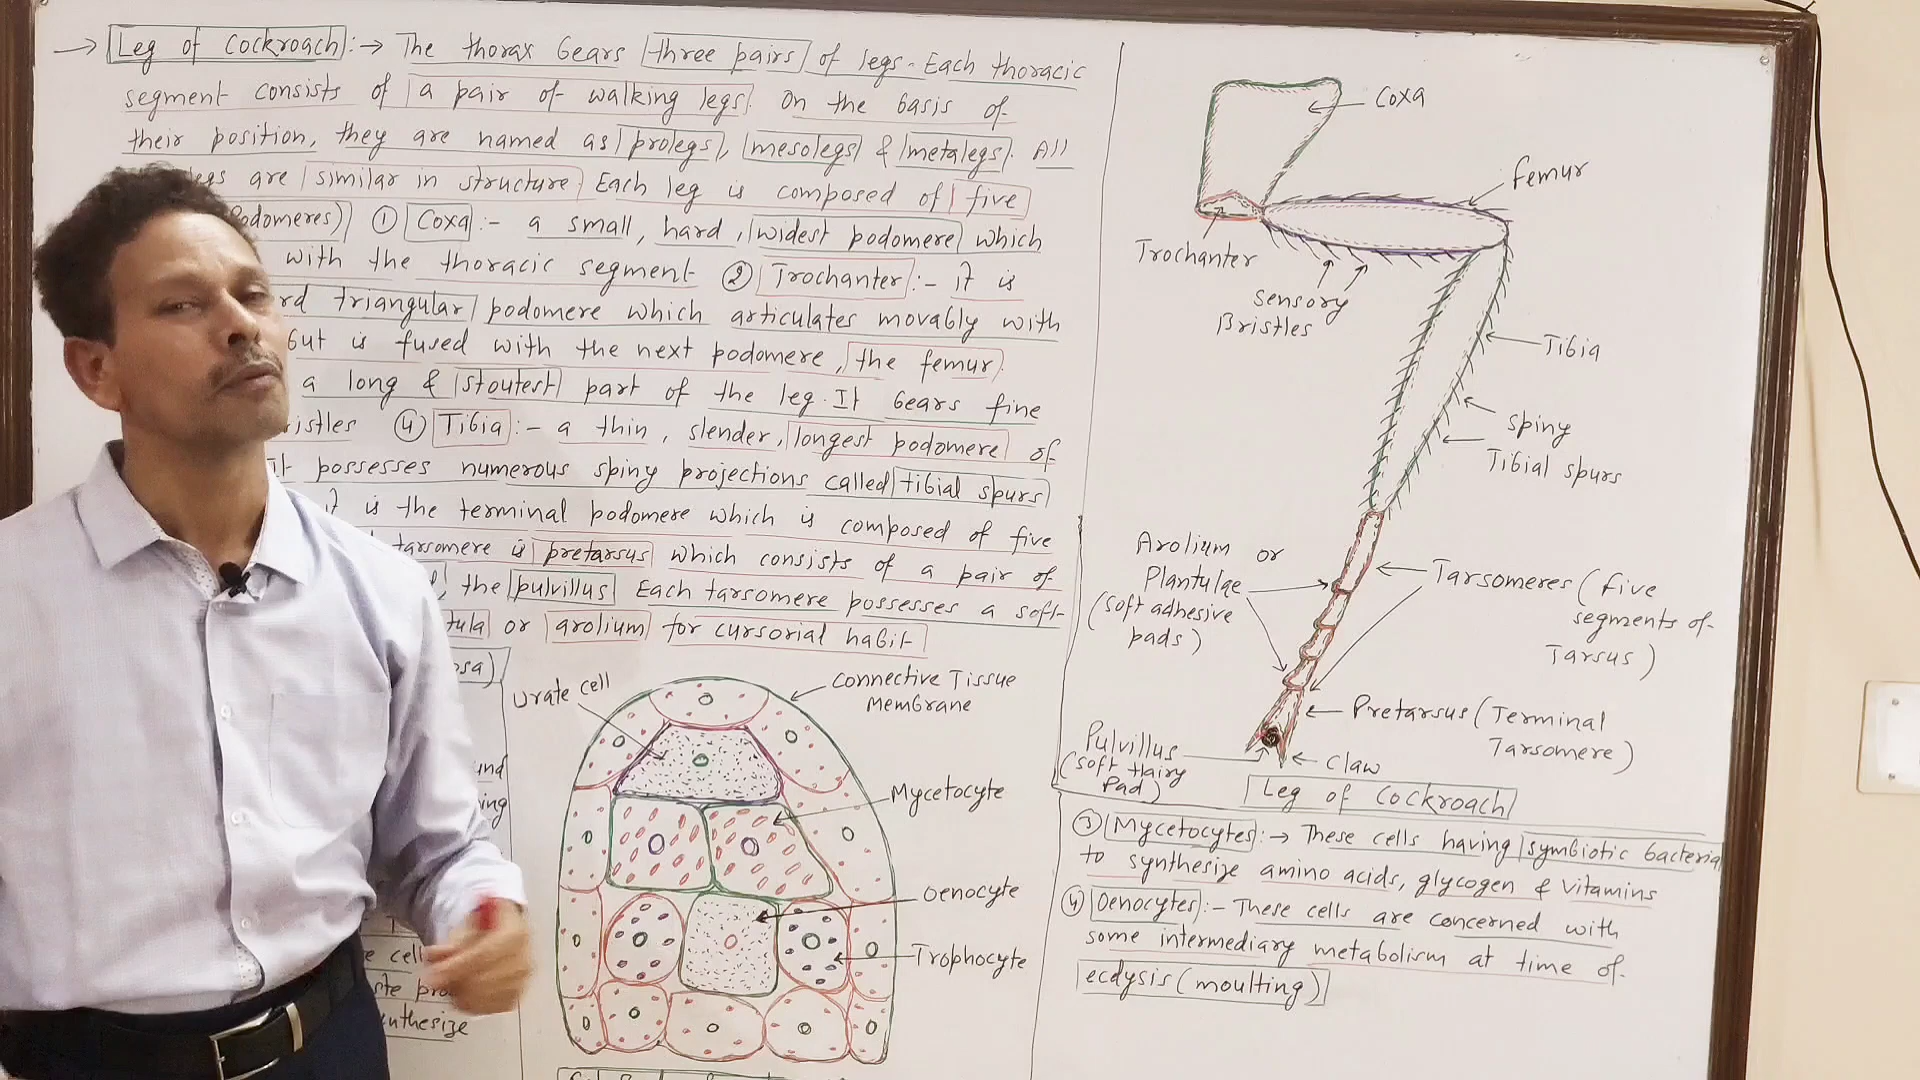 → Leg of Cockroach :→ The thorax bears three pairs of legs. Each thoracic
segment consists of a pair of walking legs. On the basis of
their position, they are named as prolegs, mesolegs & metalegs. All
legs are similar in structure. Each leg is composed of five
Podomeres) ① Coxa :- a small, hard, widest podomere which
with the thoracic segment ② Trochanter :- it is
triangular podomere which articulates movably with
but is fused with the next podomere, the femur.
a long & stoutest part of the leg. It bears fine
④ Tibia :- a thin, slender, longest podomere of
it possesses numerous spiny projections called tibial spurs
it is the terminal podomere which is composed of five
tarsomere is pretarsus which consists of a pair of
, the pulvillus. Each tarsomere possesses a soft
or arolium for cursorial habit
Coxa
Femur
Trochanter
Sensory
Bristles
Tibia
Spiny
Tibial spurs
Arolium or
Plantulae
(soft adhesive
pads)
Tarsomeres (five
segments of
Tarsus)
Pretarsus (Terminal
Tarsomere)
Pulvillus
(soft Hairy
Pad)
Claw
Leg of Cockroach
Urate cell
Connective Tissue
Membrane
Mycetocyte
Oenocyte
Trophocyte
③ Mycetocytes :→ These cells having symbiotic bacteria
to synthesize amino acids, glycogen & vitamins
④ Oenocytes :- These cells are concerned with
some intermediary metabolism at time of
ecdysis (moulting)